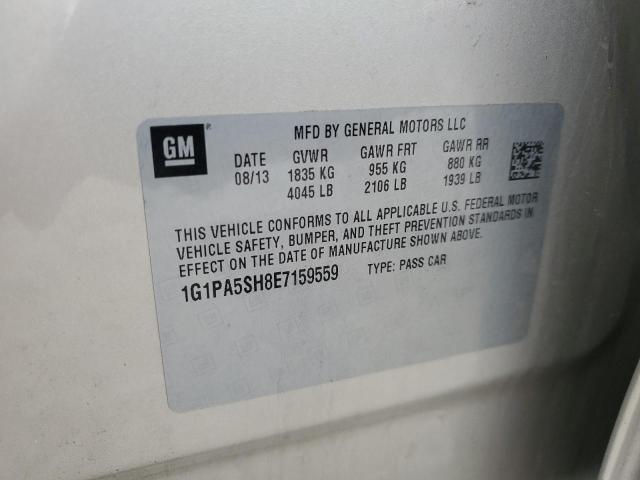 GM
MFD BY GENERAL MOTORS LLC
DATE GVWR GAWR FRT GAWR RR
08/13 1835 KG 955 KG 880 KG
4045 LB 2106 LB 1939 LB
THIS VEHICLE CONFORMS TO ALL APPLICABLE U.S. FEDERAL MOTOR
VEHICLE SAFETY, BUMPER, AND THEFT PREVENTION STANDARDS IN
EFFECT ON THE DATE OF MANUFACTURE SHOWN ABOVE.
1G1PA5SH8E7159559 TYPE: PASS CAR